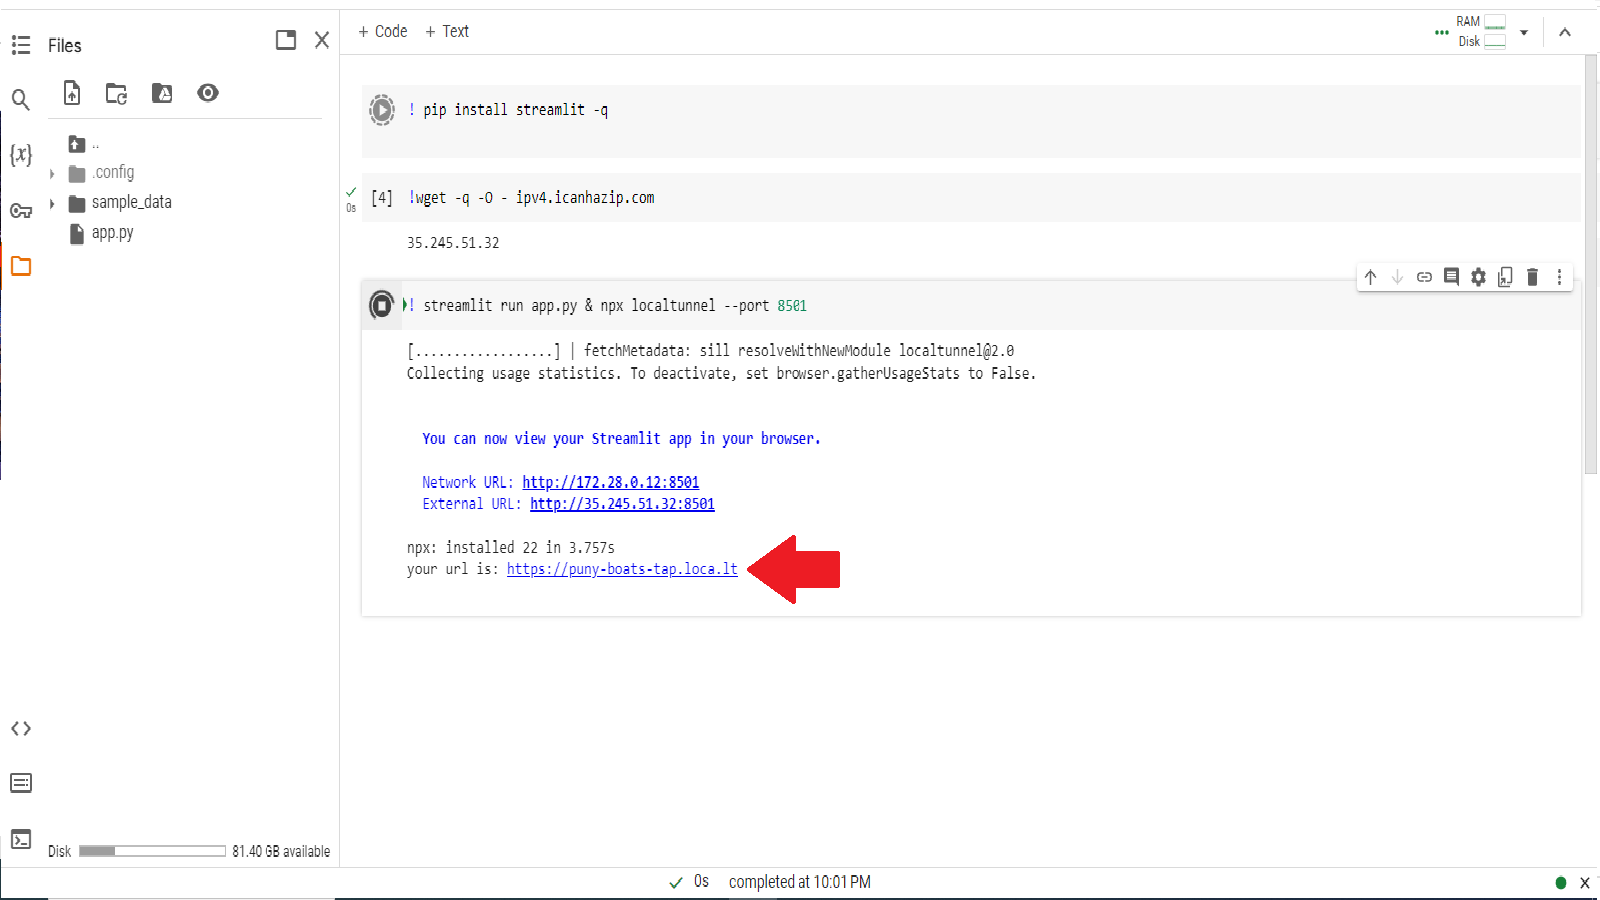 Files
+ Code + Text
RAM
Disk
! pip install streamlit -q
..
{x}
.config
sample_data
app.py
0s
[4] !wget -q -O - ipv4.icanhazip.com
35.245.51.32
! streamlit run app.py & npx localtunnel --port 8501
[..................] | fetchMetadata: sill resolveWithNewModule localtunnel@2.0
Collecting usage statistics. To deactivate, set browser.gatherUsageStats to False.
You can now view your Streamlit app in your browser.
Network URL: http://172.28.0.12:8501
External URL: http://35.245.51.32:8501
npx: installed 22 in 3.757s
your url is: https://puny-boats-tap.loca.lt
Disk 81.40 GB available
0s completed at 10:01 PM